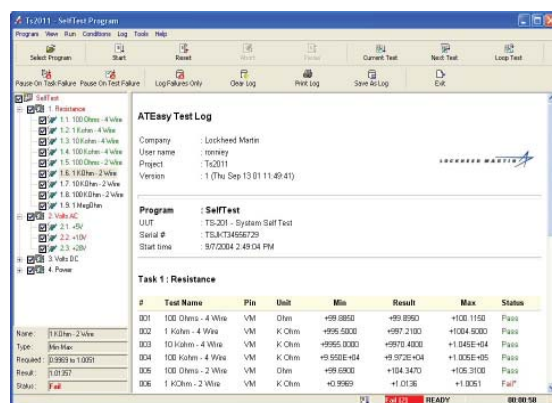 Ts2011 - SelfTest Program
Program View Run Conditions Log Tools Help
Select Program Start Reset Abort Pause Current Test Next Test Loop Test
Pause On Task Failure Pause On Test Failure Log Failures Only Clear Log Print Log Save As Log Exit
SelfTest
1. Resistance
1.1. 100 Ohms - 4 Wire
1.2. 1 Kohm - 4 Wire
1.3. 10 Kohm - 4 Wire
1.4. 100 Kohm - 4 Wire
1.5. 100 Ohms - 2 Wire
1.6. 1 KOhm - 2 Wire
1.7. 10 KOhm - 2 Wire
1.8. 100 KOhm - 2 Wire
1.9. 1 MegOhm
2. Volts AC
2.1. +5V
2.2. +10V
2.3. +20V
3. Volts DC
4. Power
Name: 1 KOhm - 2 Wire
Type: Min Max
Required: 0.9969 to 1.0051
Result: 1.01357
Status: Fail
ATEasy Test Log
Company : Lockheed Martin
User name : ronniey
Project : Ts2011
Version : 1 (Thu Sep 13 01 11:49:41)
LOCKHEED MARTIN
Program : SelfTest
UUT : TS-201 - System Self Test
Serial # : TSJKT34556729
Start time : 9/7/2004 2:49:04 PM
Task 1 : Resistance
# Test Name Pin Unit Min Result Max Status
001 100 Ohms - 4 Wire VM Ohm +99.8850 +99.8950 +100.1150 Pass
002 1 Kohm - 4 Wire VM K Ohm +995.5000 +997.2100 +1004.5000 Pass
003 10 Kohm - 4 Wire VM K Ohm +9955.0000 +9970.4000 +1.045E+04 Pass
004 100 Kohm - 4 Wire VM K Ohm +9.950E+04 +9.972E+04 +1.005E+05 Pass
005 100 Ohms - 2 Wire VM Ohm +99.6900 +104.3470 +105.3100 Pass
006 1 KOhm - 2 Wire VM K Ohm +0.9969 +1.0136 +1.0051 Fail*
READY 00:00:58